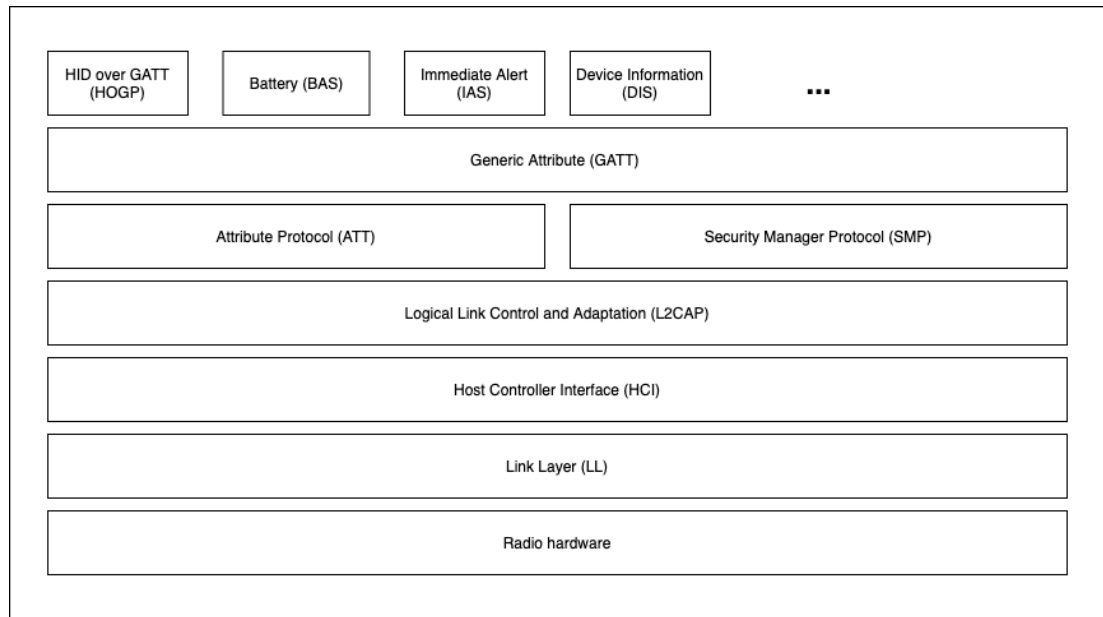 HID over GATT
(HOGP)
Battery (BAS)
Immediate Alert
(IAS)
Device Information
(DIS)
...
Generic Attribute (GATT)
Attribute Protocol (ATT)
Security Manager Protocol (SMP)
Logical Link Control and Adaptation (L2CAP)
Host Controller Interface (HCI)
Link Layer (LL)
Radio hardware